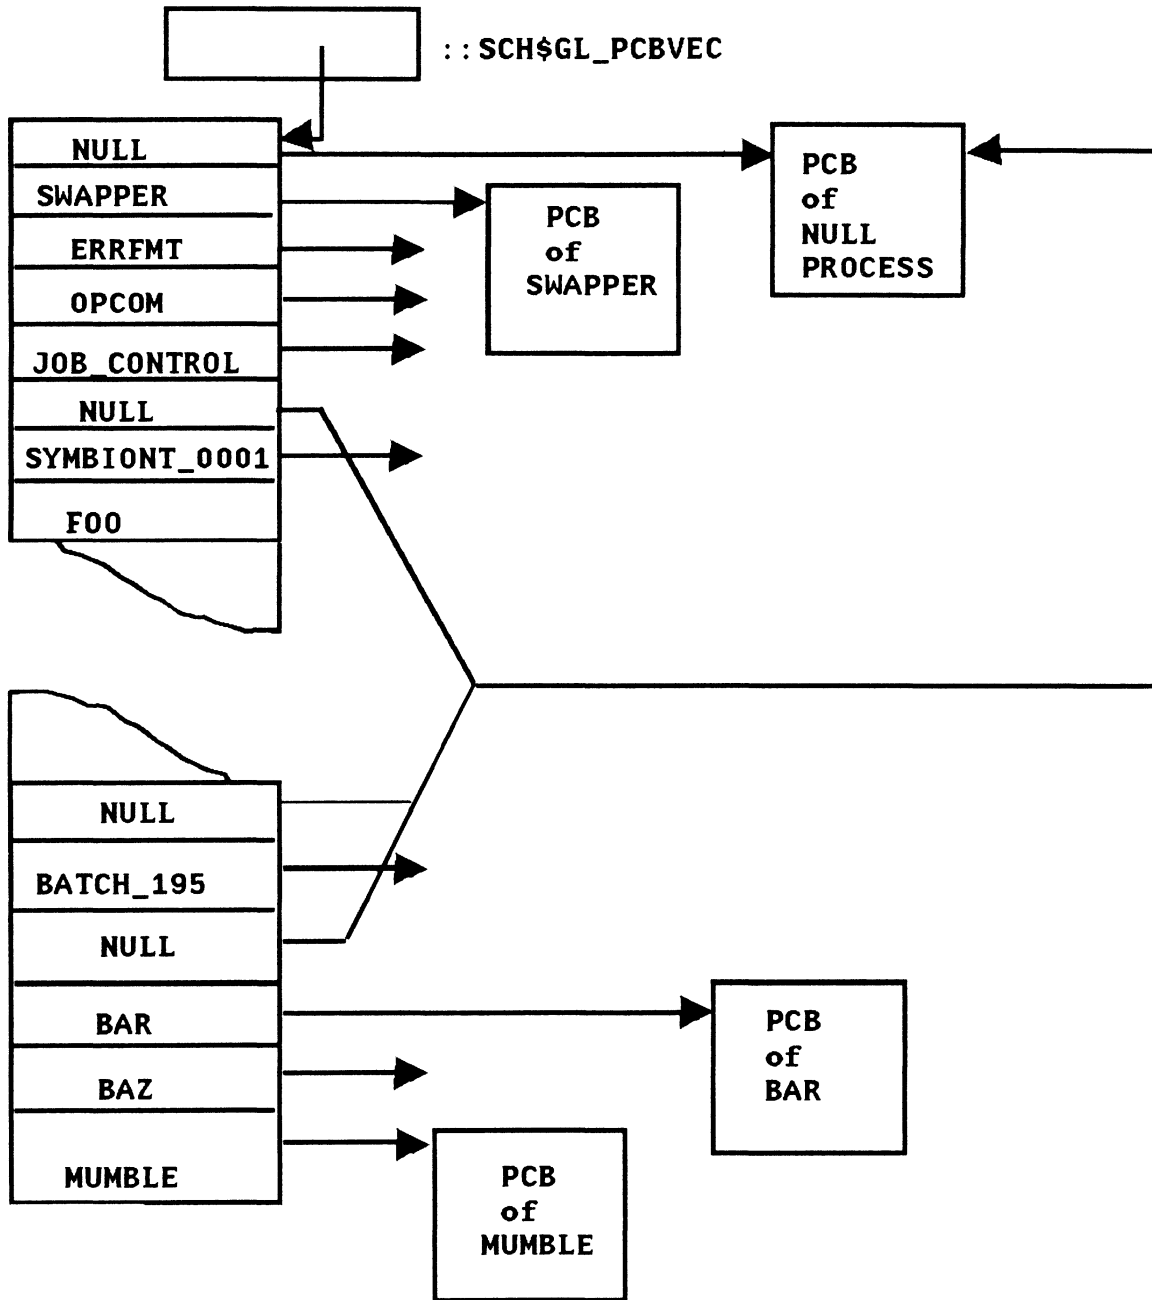 ::SCH$GL_PCBVEC
NULL
SWAPPER
ERRFMT
OPCOM
JOB_CONTROL
NULL
SYMBIONT_0001
FOO
PCB
of
SWAPPER
PCB
of
NULL
PROCESS
NULL
BATCH_195
NULL
BAR
BAZ
MUMBLE
PCB
of
BAR
PCB
of
MUMBLE